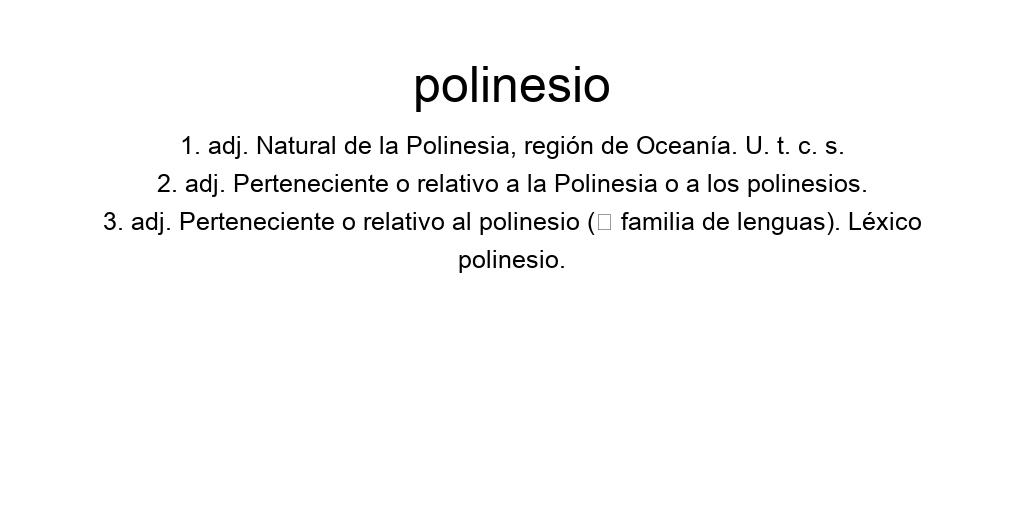 polinesio
1. adj. Natural de la Polinesia, región de Oceanía. U. t. c. s.
2. adj. Perteneciente o relativo a la Polinesia o a los polinesios.
3. adj. Perteneciente o relativo al polinesio (□ familia de lenguas). Léxico
polinesio.